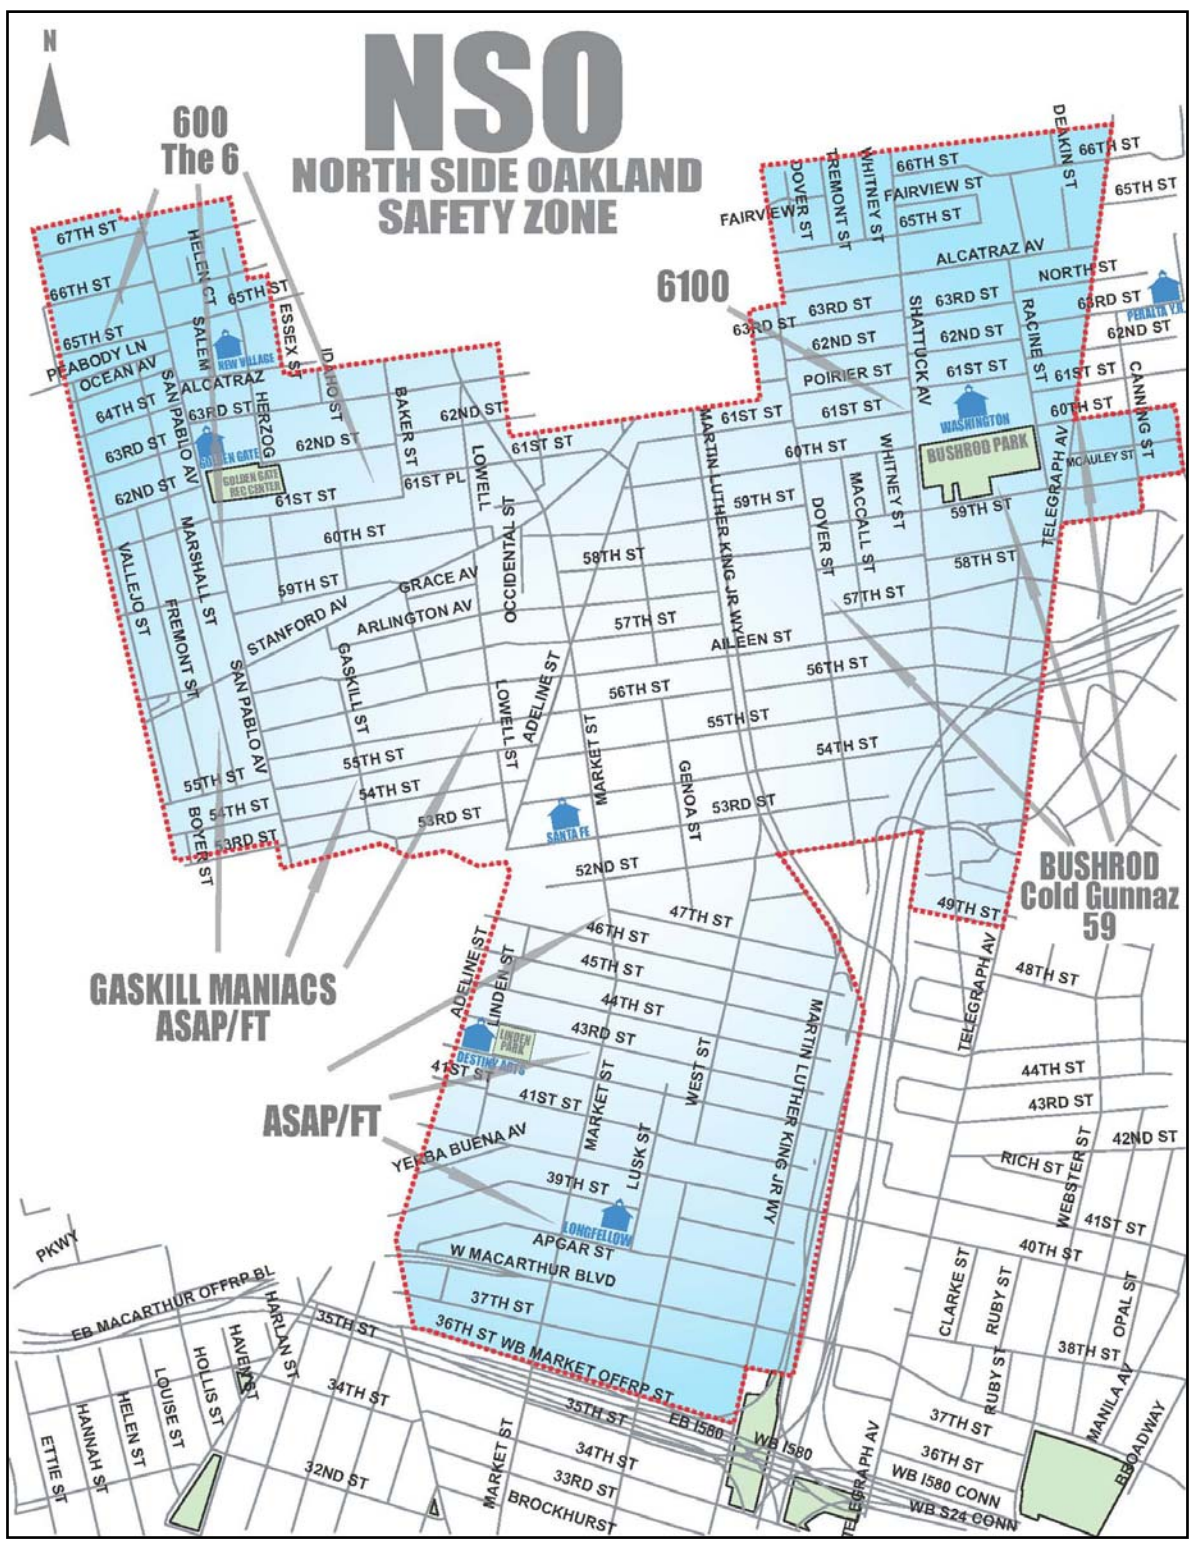 N
NSO
NORTH SIDE OAKLAND
SAFETY ZONE
600
The 6
6100
DEAKIN ST
66TH ST
66TH ST
65TH ST
DOVER ST
TREMONT ST
WHITNEY ST
FAIRVIEW
FAIRVIEW ST
65TH ST
ALCATRAZ AV
NORTH ST
67TH ST
HELEN CT
66TH ST
65TH ST
ESSEX ST
63RD ST
63RD ST
63RD ST
63RD ST
PERALTA Y.H.
65TH ST
SALEM
62ND ST
SHATTUCK AV
62ND ST
RACINE ST
62ND ST
PEABODY LN
OCEAN AV
NEW VILLAGE
IDAHO ST
POIRIER ST
61ST ST
61ST ST
CANNING ST
ALCATRAZ
64TH ST
SAN PABLO AV
63RD ST
HERZOG
BAKER ST
62ND ST
61ST ST
61ST ST
60TH ST
WASHINGTON
63RD ST
GOLDEN GATE
62ND ST
LOWELL
61ST ST
MARTIN LUTHER KING JR WY
60TH ST
WHITNEY ST
BUSHROD PARK
TELEGRAPH AV
MCAULEY ST
62ND ST
GOLDEN GATE
REC CENTER
61ST ST
61ST PL
59TH ST
DOVER ST
MACCALL ST
59TH ST
MARSHALL ST
60TH ST
OCCIDENTAL ST
58TH ST
58TH ST
VALLEJO ST
FREMONT ST
59TH ST
GRACE AV
57TH ST
STANFORD AV
ARLINGTON AV
57TH ST
AILEEN ST
GASKILL ST
SAN PABLO AV
LOWELL ST
ADELINE ST
56TH ST
56TH ST
MARKET ST
55TH ST
54TH ST
55TH ST
55TH ST
54TH ST
GENOA ST
53RD ST
BOYER ST
54TH ST
53RD ST
53RD ST
SANTA FE
52ND ST
BUSHROD
Cold Gunnaz
59
49TH ST
47TH ST
46TH ST
ADELINE ST
LINDEN ST
45TH ST
TELEGRAPH AV
48TH ST
GASKILL MANIACS
ASAP/FT
44TH ST
43RD ST
MARTIN LUTHER KING JR WY
LINDEN
PARK
DESTINY ARTS
41ST ST
44TH ST
43RD ST
ASAP/FT
41ST ST
MARKET ST
WEST ST
LUSK ST
YERBA BUENA AV
42ND ST
RICH ST
WEBSTER ST
39TH ST
LONGFELLOW
41ST ST
APGAR ST
40TH ST
PKWY
W MACARTHUR BLVD
EB MACARTHUR OFFRP BL
HARLAN ST
37TH ST
CLARKE ST
RUBY ST
OPAL ST
35TH ST
36TH ST WB MARKET OFFRP ST
38TH ST
HAVEN ST
HOLLIS ST
LOUISE ST
HELEN ST
HANNAH ST
ETTIE ST
34TH ST
35TH ST
EB I580
WB I580
RUBY ST
MANILA AV
BROADWAY
37TH ST
32ND ST
MARKET ST
34TH ST
33RD ST
BROCKHURST
TELEGRAPH AV
36TH ST
WB I580 CONN
WB S24 CONN